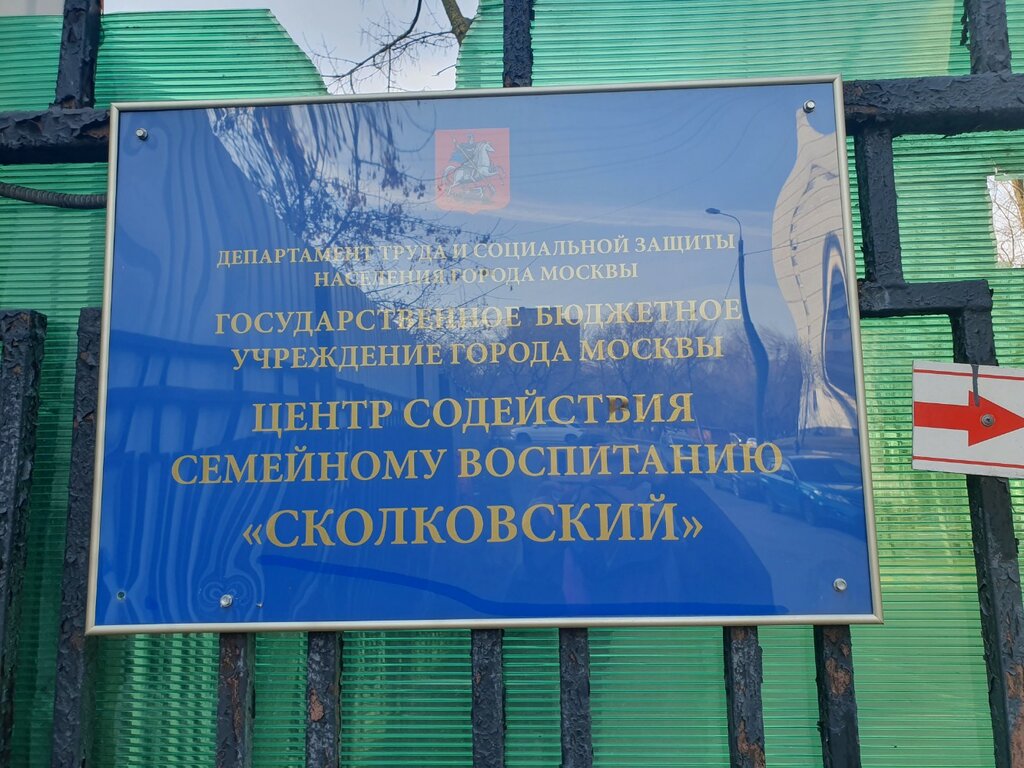 ДЕПАРТАМЕНТ ТРУДА И СОЦИАЛЬНОЙ ЗАЩИТЫ
НАСЕЛЕНИЯ ГОРОДА МОСКВЫ
ГОСУДАРСТВЕННОЕ БЮДЖЕТНОЕ
УЧРЕЖДЕНИЕ ГОРОДА МОСКВЫ
ЦЕНТР СОДЕЙСТВИЯ
СЕМЕЙНОМУ ВОСПИТАНИЮ
«СКОЛКОВСКИЙ»